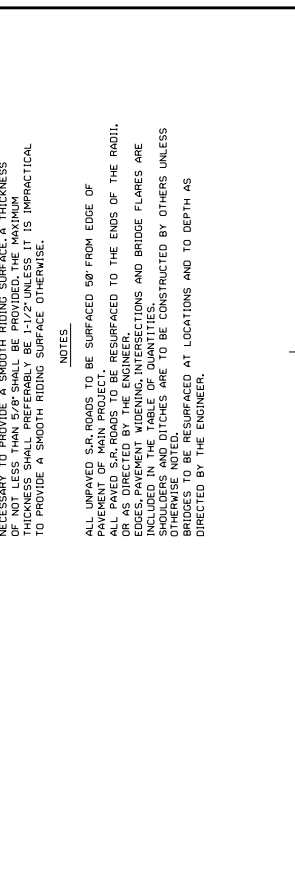 NECESSARY TO PROVIDE A SMOOTH RIDING SURFACE. A THICKNESS
OF NOT LESS THAN 5/8" SHALL BE PROVIDED. THE MAXIMUM
THICKNESS SHALL PREFERABLY BE 1-1/2" UNLESS IT IS IMPRACTICAL
TO PROVIDE A SMOOTH RIDING SURFACE OTHERWISE.
NOTES
ALL UNPAVED S.R. ROADS TO BE SURFACED 50' FROM EDGE OF
PAVEMENT OF MAIN PROJECT.
ALL PAVED S.R. ROADS TO BE RESURFACED TO THE ENDS OF THE RADII,
OR AS DIRECTED BY THE ENGINEER.
EDGES, PAVEMENT WIDENING, INTERSECTIONS AND BRIDGE FLARES ARE
INCLUDED IN THE TABLE OF QUANTITIES.
SHOULDERS AND DITCHES ARE TO BE CONSTRUCTED BY OTHERS UNLESS
OTHERWISE NOTED.
BRIDGES TO BE RESURFACED AT LOCATIONS AND TO DEPTH AS
DIRECTED BY THE ENGINEER.